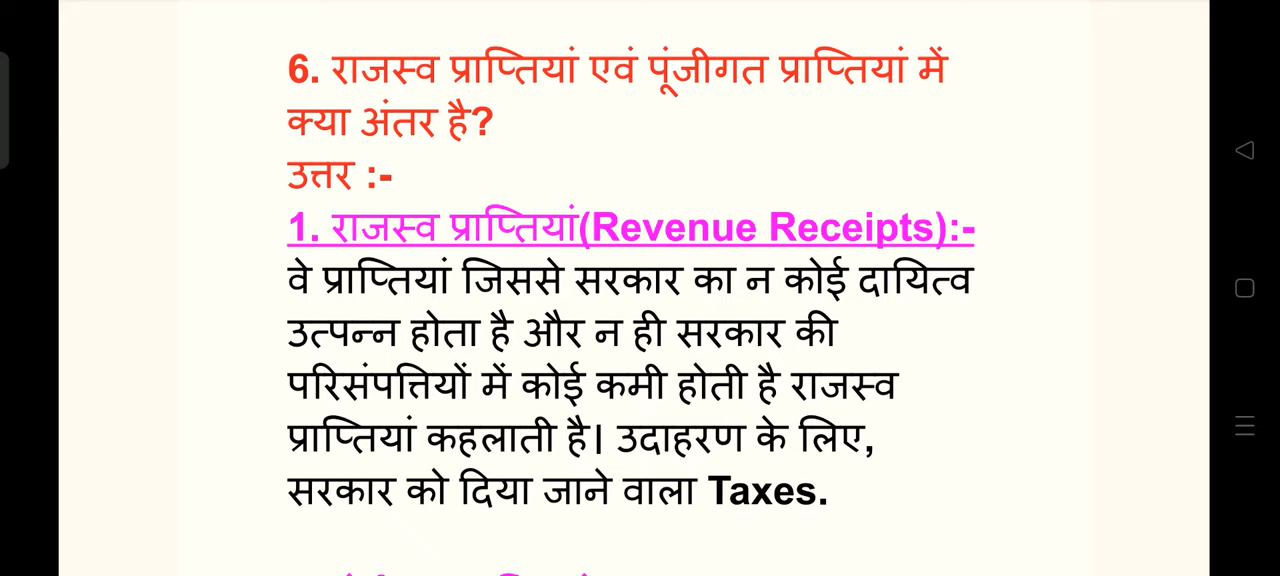 6. राजस्व प्राप्तियां एवं पूंजीगत प्राप्तियां में
क्या अंतर है?
उत्तर :-
1. राजस्व प्राप्तियां(Revenue Receipts):-
वे प्राप्तियां जिससे सरकार का न कोई दायित्व
उत्पन्न होता है और न ही सरकार की
परिसंपत्तियों में कोई कमी होती है राजस्व
प्राप्तियां कहलाती है। उदाहरण के लिए,
सरकार को दिया जाने वाला Taxes.